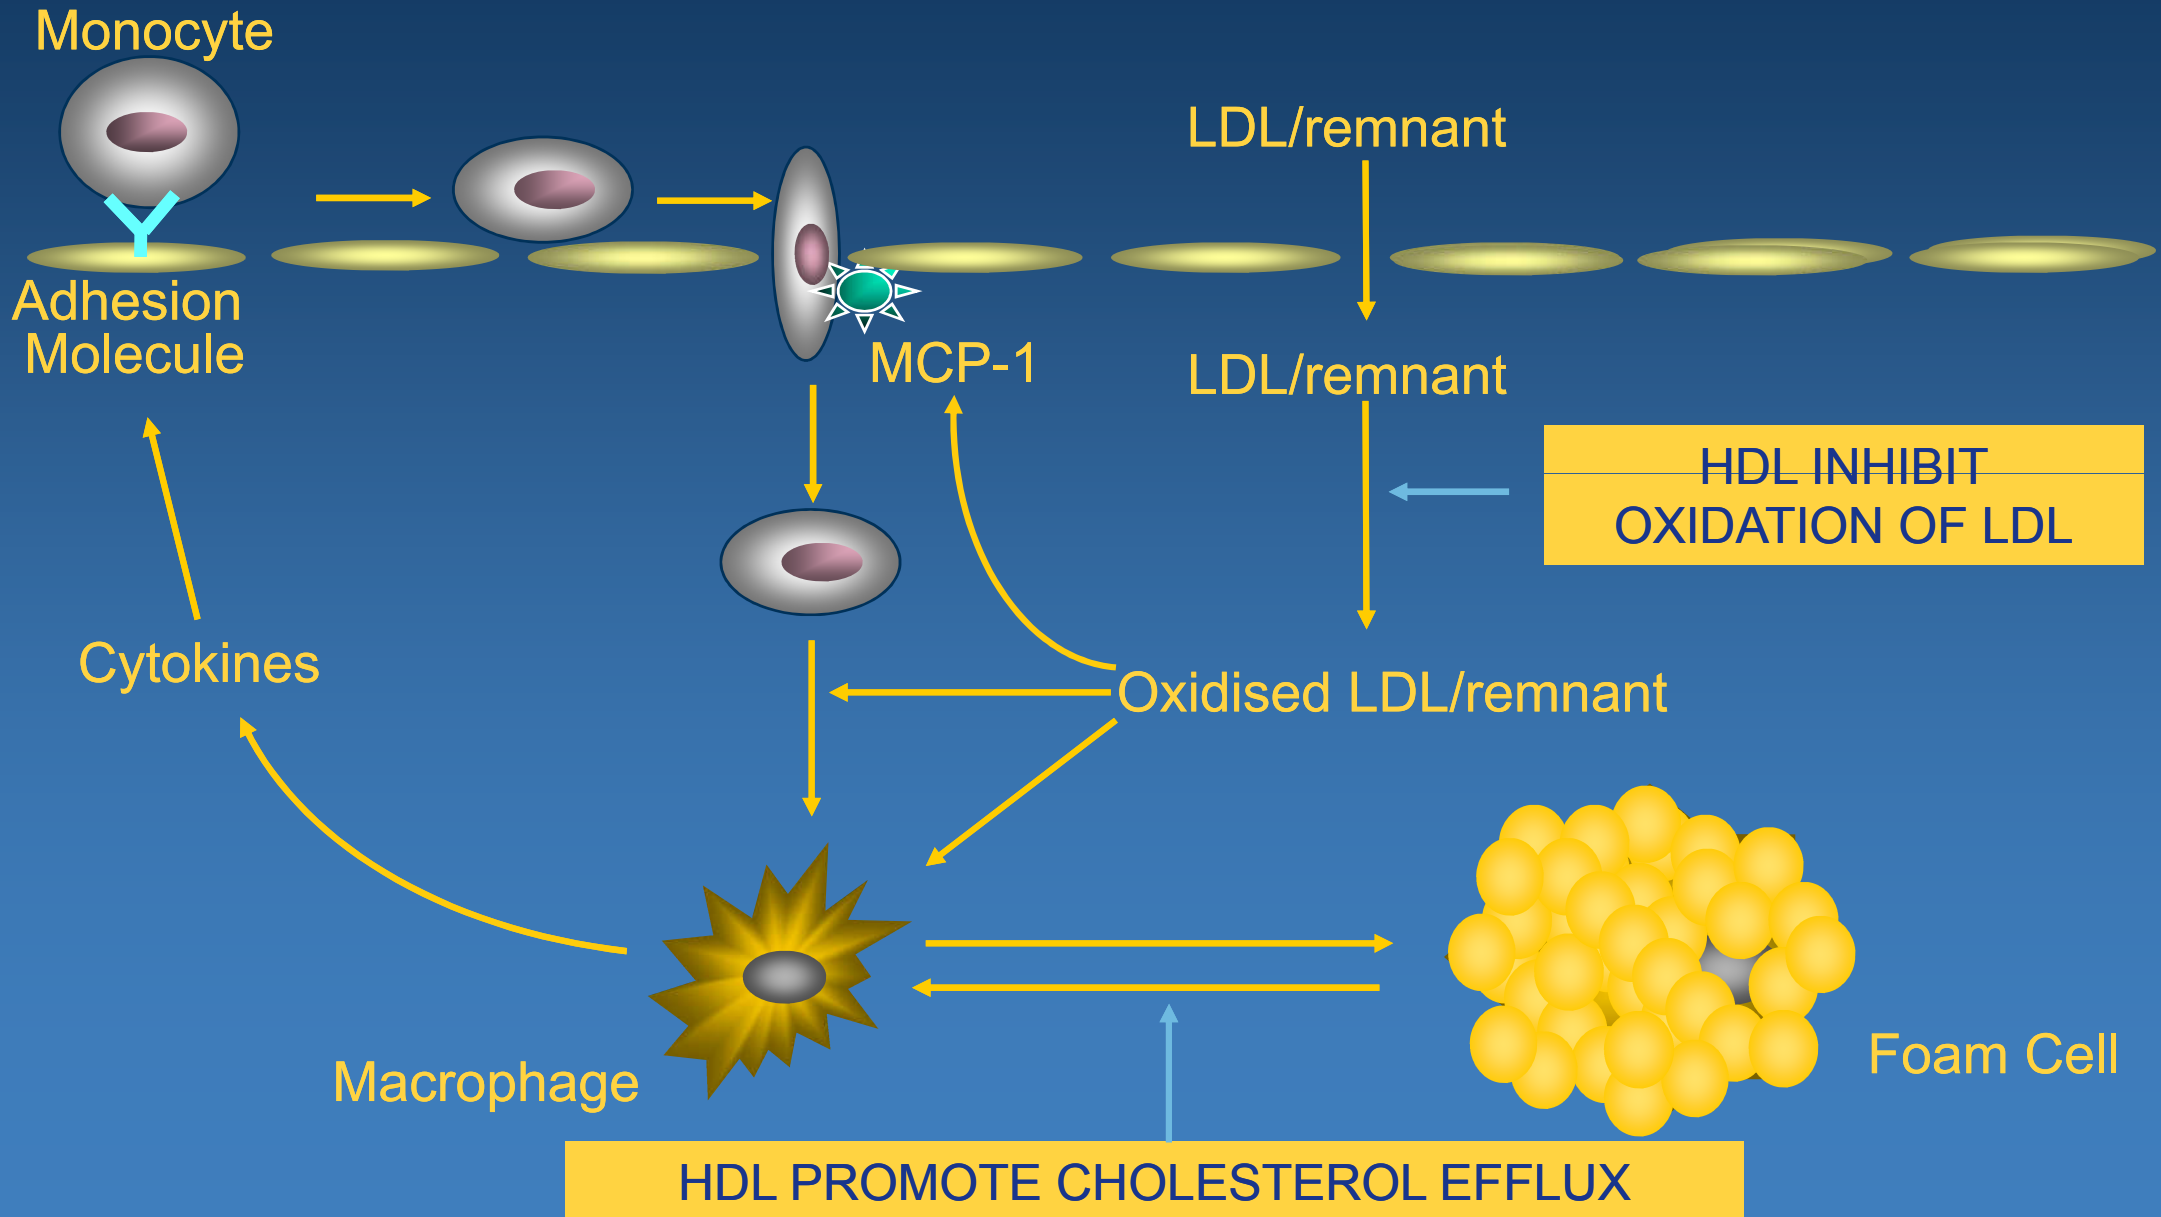 Monocyte
LDL/remnant
Adhesion
Molecule
MCP-1
LDL/remnant
HDL INHIBIT
OXIDATION OF LDL
Cytokines
Oxidised LDL/remnant
Foam Cell
Macrophage
HDL PROMOTE CHOLESTEROL EFFLUX